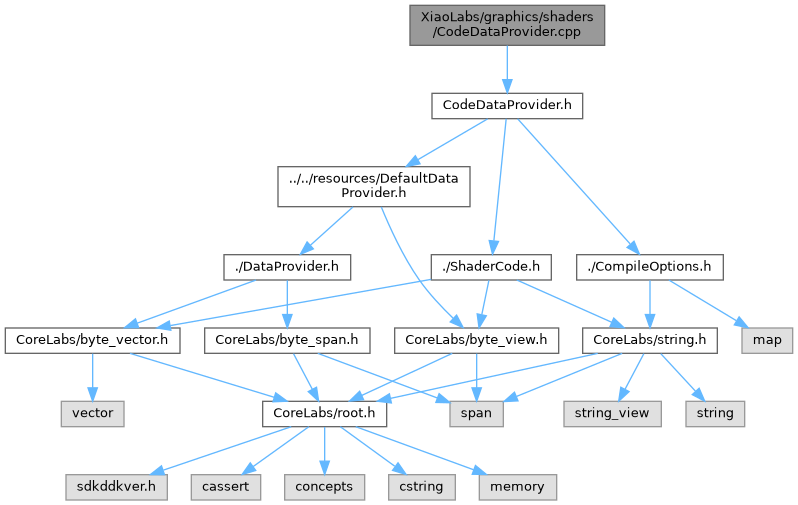 XiaoLabs/graphics/shaders
/CodeDataProvider.cpp
CodeDataProvider.h
../../resources/DefaultData
Provider.h
./DataProvider.h
./ShaderCode.h
./CompileOptions.h
CoreLabs/byte_vector.h
CoreLabs/byte_span.h
CoreLabs/byte_view.h
CoreLabs/string.h
map
vector
CoreLabs/root.h
span
string_view
string
sdkddkver.h
cassert
concepts
cstring
memory